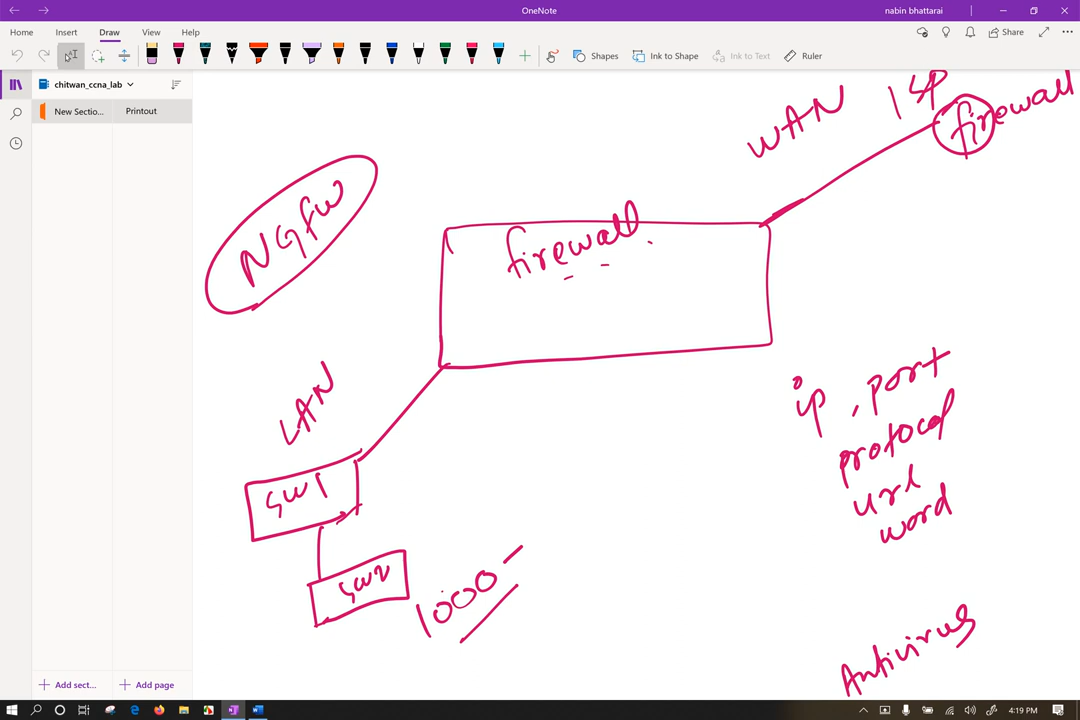 OneNote
nabin bhattarai
Home Insert Draw View Help
Share
Shapes
Ink to Shape
Ink to Text
Ruler
chitwan_ccna_lab
New Sectio...
Printout
WAN
ISP
firewall
NGfw
firewall
LAN
SW1
SW2
1000
ip, port
protocol
url
word
Antivirus
Add sect...
Add page
4:19 PM